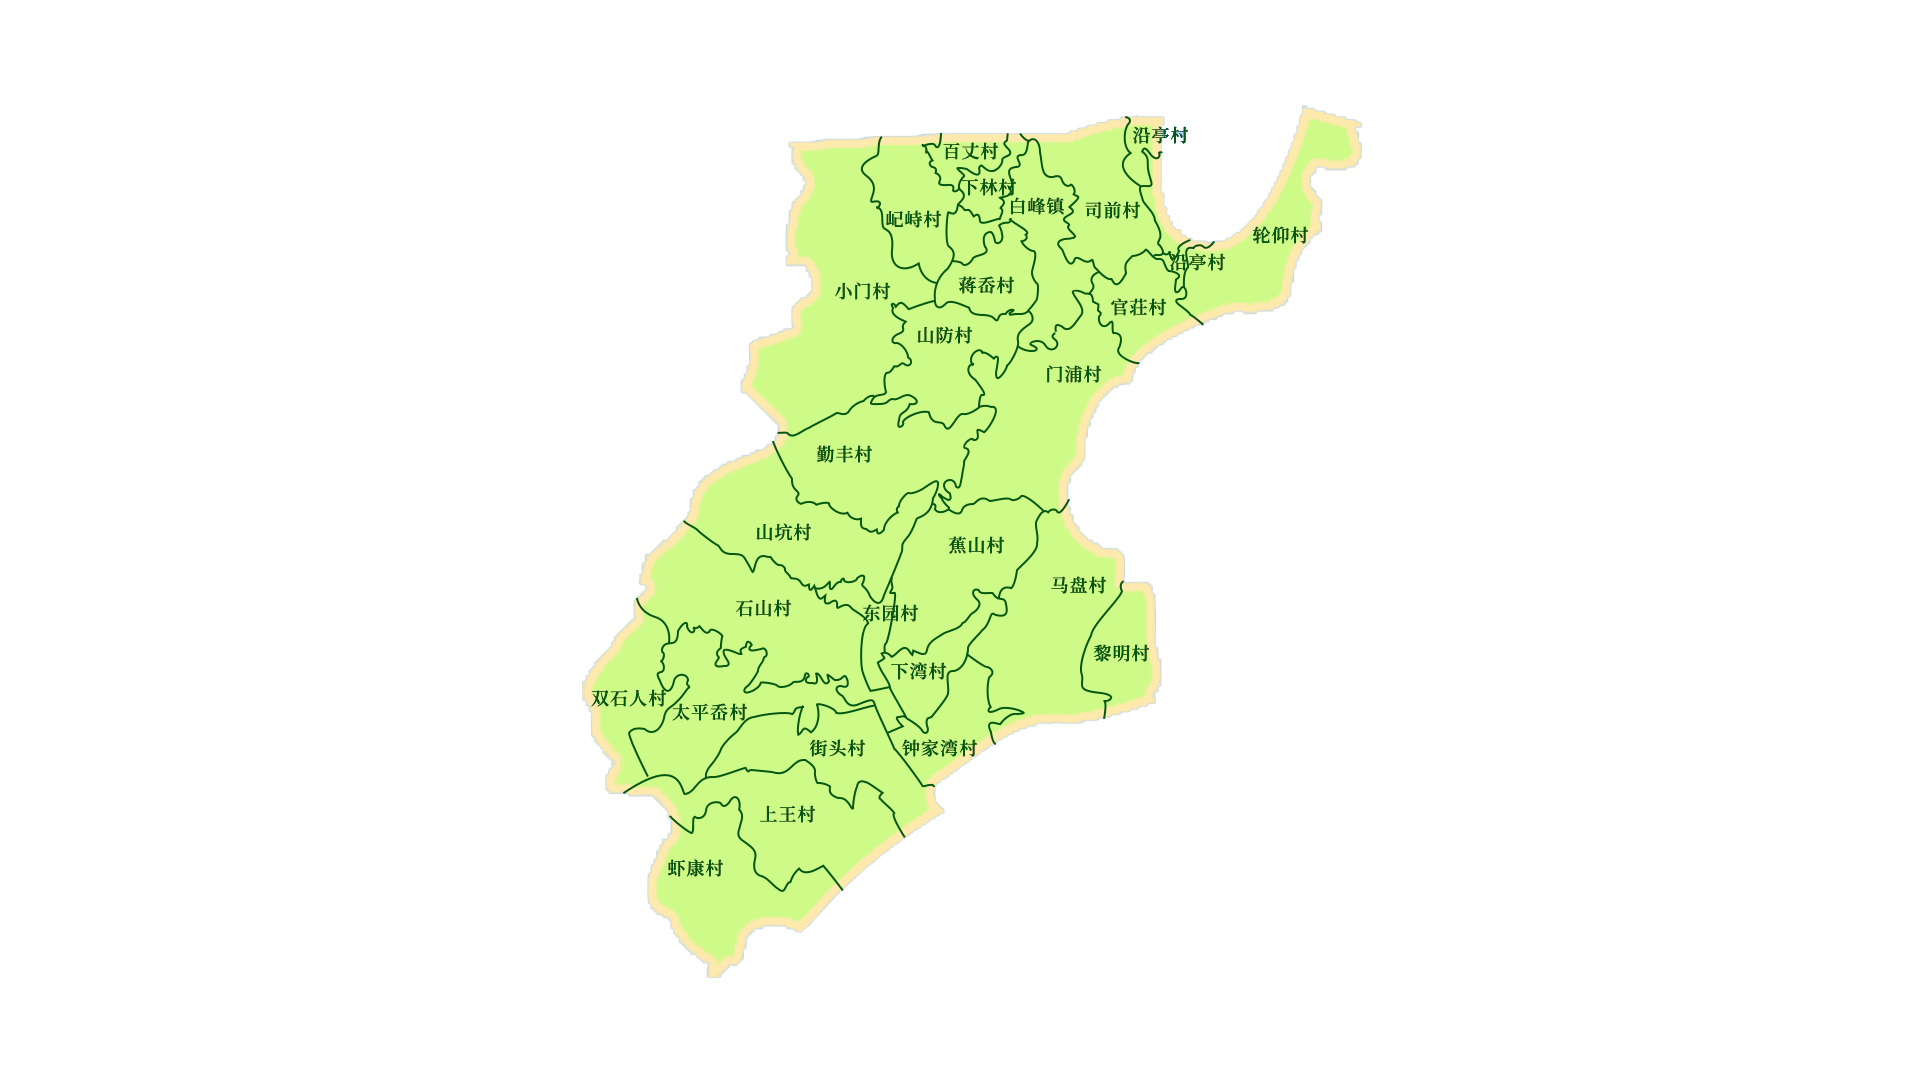 沿亭村
百丈村
下林村
白峰镇
司前村
屺峙村
轮仰村
沿亭村
蒋岙村
小门村
官荘村
山防村
门浦村
勤丰村
山坑村
蕉山村
马盘村
石山村
东园村
黎明村
下湾村
双石人村
太平岙村
街头村
钟家湾村
上王村
虾康村